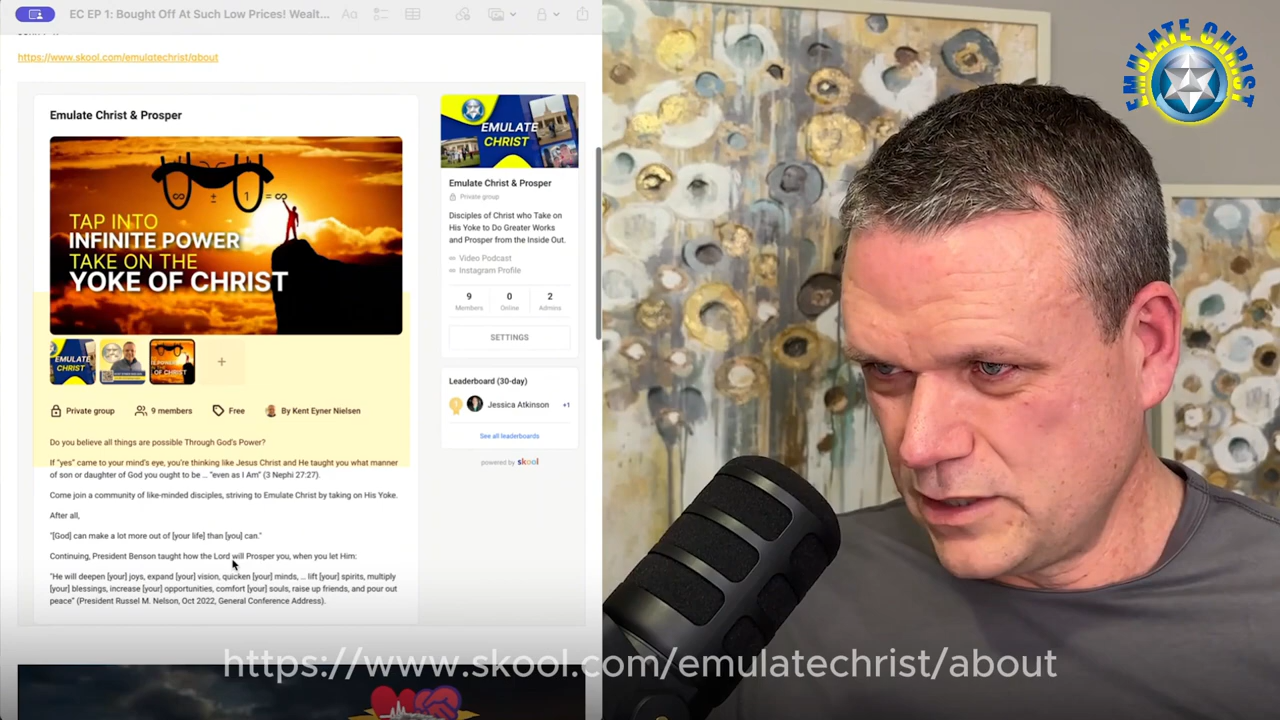 EC EP 1: Bought Off At Such Low Prices! Wealt...
Aa
https://www.skool.com/emulatechrist/about
Emulate Christ & Prosper
∞ ± 1 = ∞
TAP INTO
INFINITE POWER
TAKE ON THE
YOKE OF CHRIST
EMULATE
CHRIST
+
Private group
9 members
Free
By Kent Eyner Nielsen
Do you believe all things are possible Through God's Power?
If "yes" came to your mind's eye, you're thinking like Jesus Christ and He taught you what manner
of son or daughter of God you ought to be .. "even as I Am" (3 Nephi 27:27).
Come join a community of like-minded disciples, striving to Emulate Christ by taking on His Yoke.
After all,
"[God] can make a lot more out of [your life] than [you] can."
Continuing, President Benson taught how the Lord will Prosper you, when you let Him:
"He will deepen [your] joys, expand [your] vision, quicken [your] minds, ... lift [your] spirits, multiply
[your] blessings, increase [your] opportunities, comfort [your] souls, raise up friends, and pour out
peace" (President Russel M. Nelson, Oct 2022, General Conference Address).
EMULATE
CHRIST
Emulate Christ & Prosper
Private group
Disciples of Christ who Take on
His Yoke to Do Greater Works
and Prosper from the Inside Out.
Video Podcast
Instagram Profile
9 0 2
Members Online Admins
SETTINGS
Leaderboard (30-day)
Jessica Atkinson +1
See all leaderboards
powered by skool
EMULATE CHRIST
https://www.skool.com/emulatechrist/about